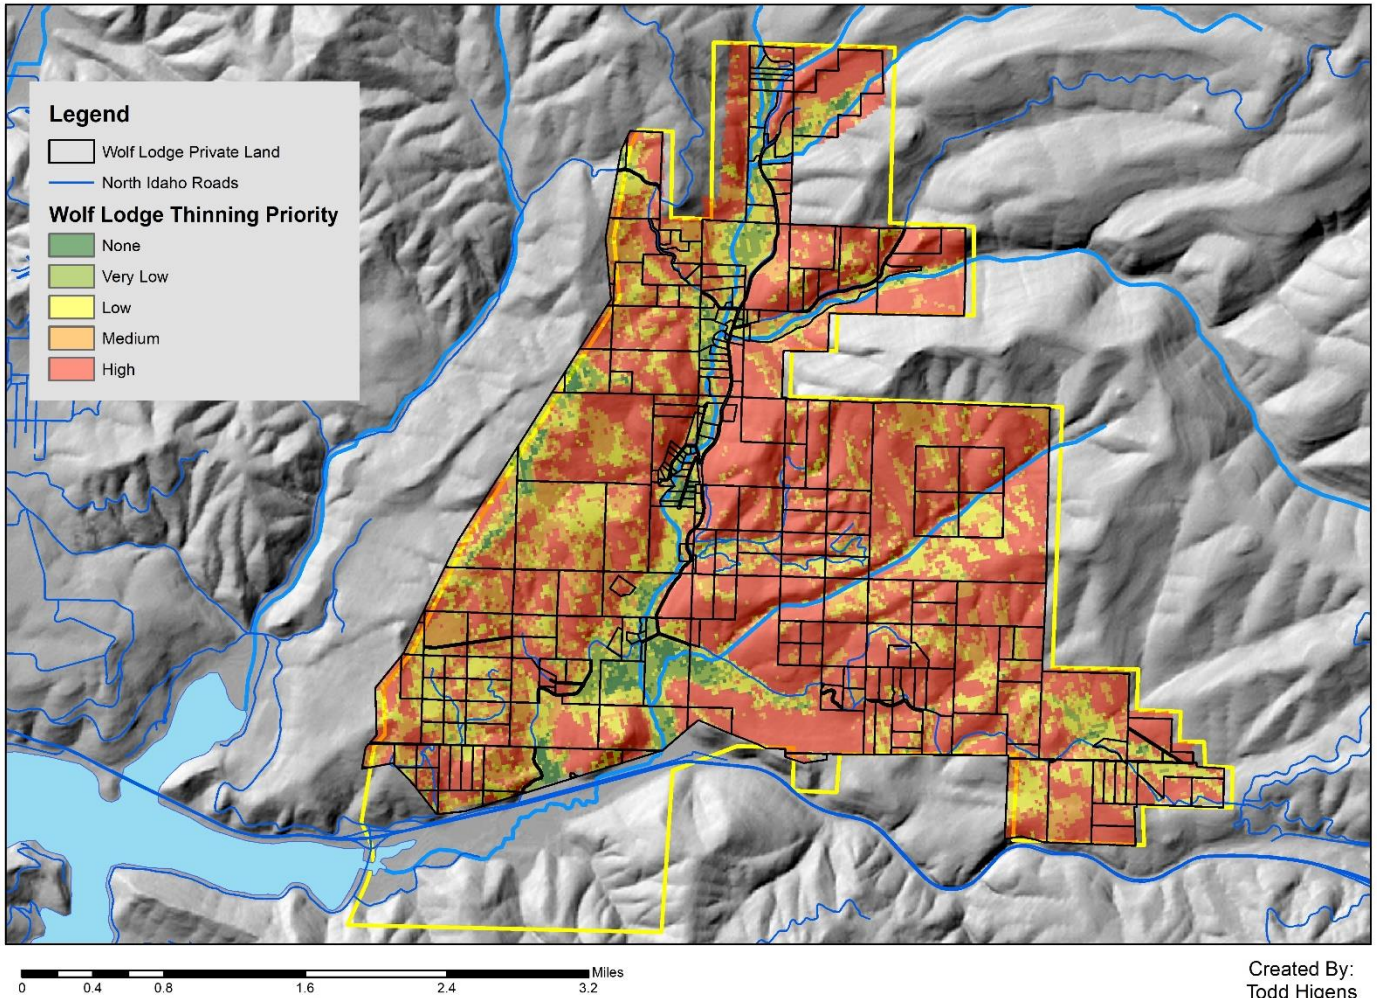 Legend
Wolf Lodge Private Land
North Idaho Roads
Wolf Lodge Thinning Priority
None
Very Low
Low
Medium
High
Miles
0 0.4 0.8 1.6 2.4 3.2
Created By:
Todd Higens